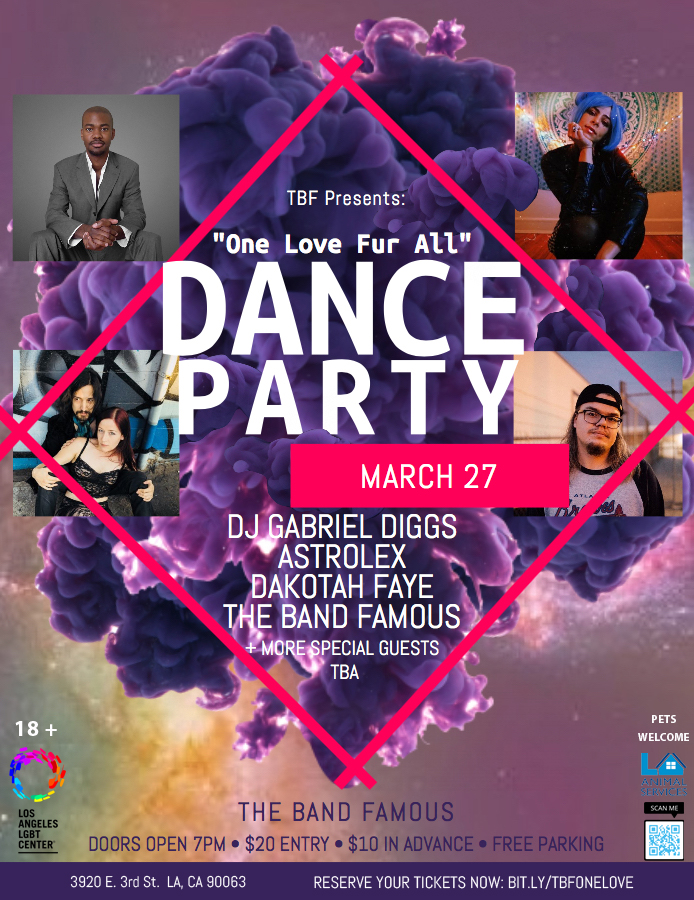 TBF Presents:
"One Love Fur All"
DANCE
PARTY
MARCH 27
DJ GABRIEL DIGGS
ASTROLEX
DAKOTAH FAYE
THE BAND FAMOUS
+ MORE SPECIAL GUESTS
TBA
18 +
LOS
ANGELES
LGBT
CENTER
PETS
WELCOME
LA
ANIMAL
SERVICES
SCAN ME
THE BAND FAMOUS
DOORS OPEN 7PM • $20 ENTRY • $10 IN ADVANCE • FREE PARKING
3920 E. 3rd St. LA, CA 90063
RESERVE YOUR TICKETS NOW: BIT.LY/TBFONELOVE